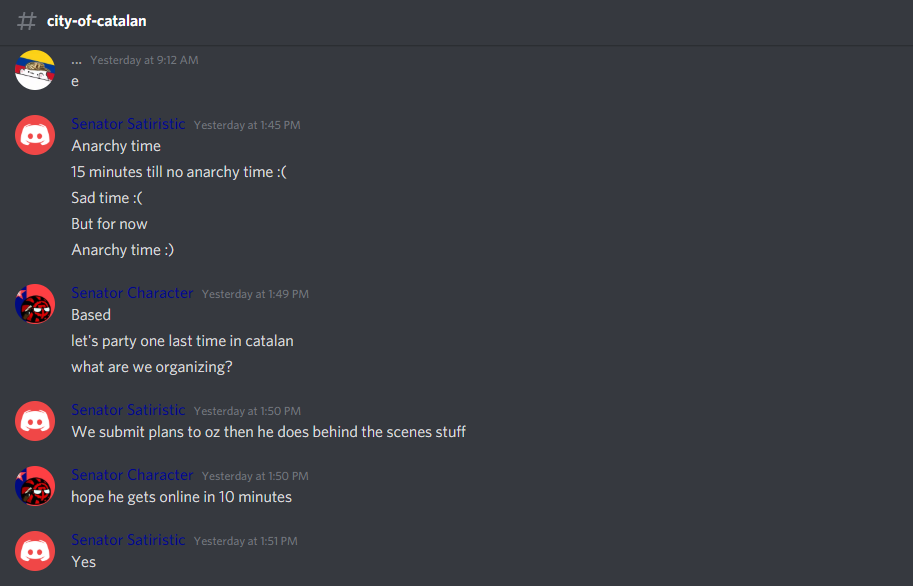 # city-of-catalan
... Yesterday at 9:12 AM
e
Senator Satiristic Yesterday at 1:45 PM
Anarchy time
15 minutes till no anarchy time :(
Sad time :(
But for now
Anarchy time :)
Senator Character Yesterday at 1:49 PM
Based
let's party one last time in catalan
what are we organizing?
Senator Satiristic Yesterday at 1:50 PM
We submit plans to oz then he does behind the scenes stuff
Senator Character Yesterday at 1:50 PM
hope he gets online in 10 minutes
Senator Satiristic Yesterday at 1:51 PM
Yes